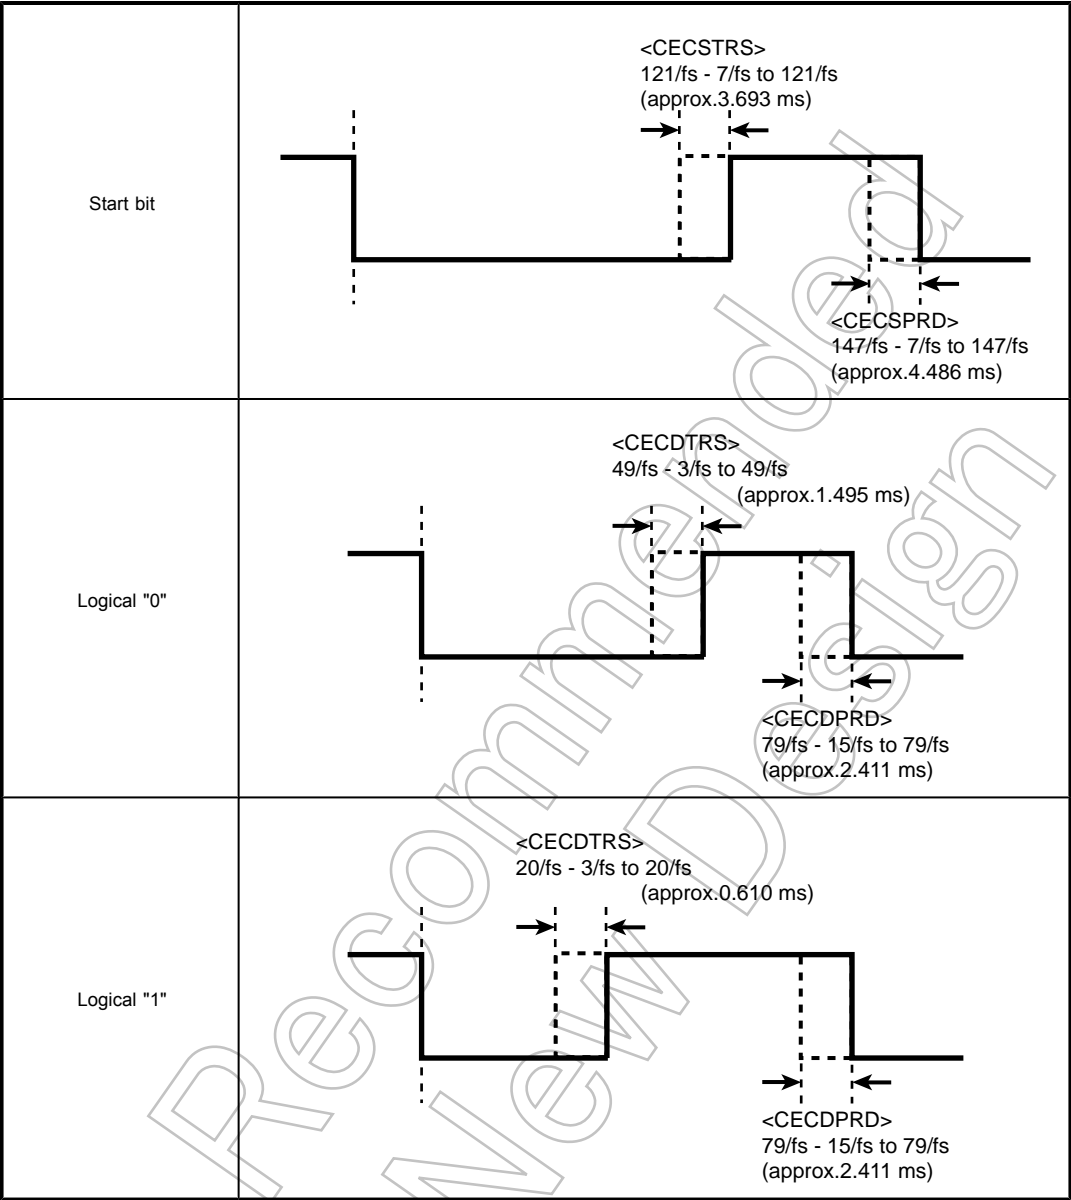 Start bit
<CECSTRS>
121/fs - 7/fs to 121/fs
(approx.3.693 ms)
<CECSPRD>
147/fs - 7/fs to 147/fs
(approx.4.486 ms)
Logical "0"
<CECDTRS>
49/fs - 3/fs to 49/fs
(approx.1.495 ms)
<CECDPRD>
79/fs - 15/fs to 79/fs
(approx.2.411 ms)
Logical "1"
<CECDTRS>
20/fs - 3/fs to 20/fs
(approx.0.610 ms)
<CECDPRD>
79/fs - 15/fs to 79/fs
(approx.2.411 ms)
Recommended
New Design